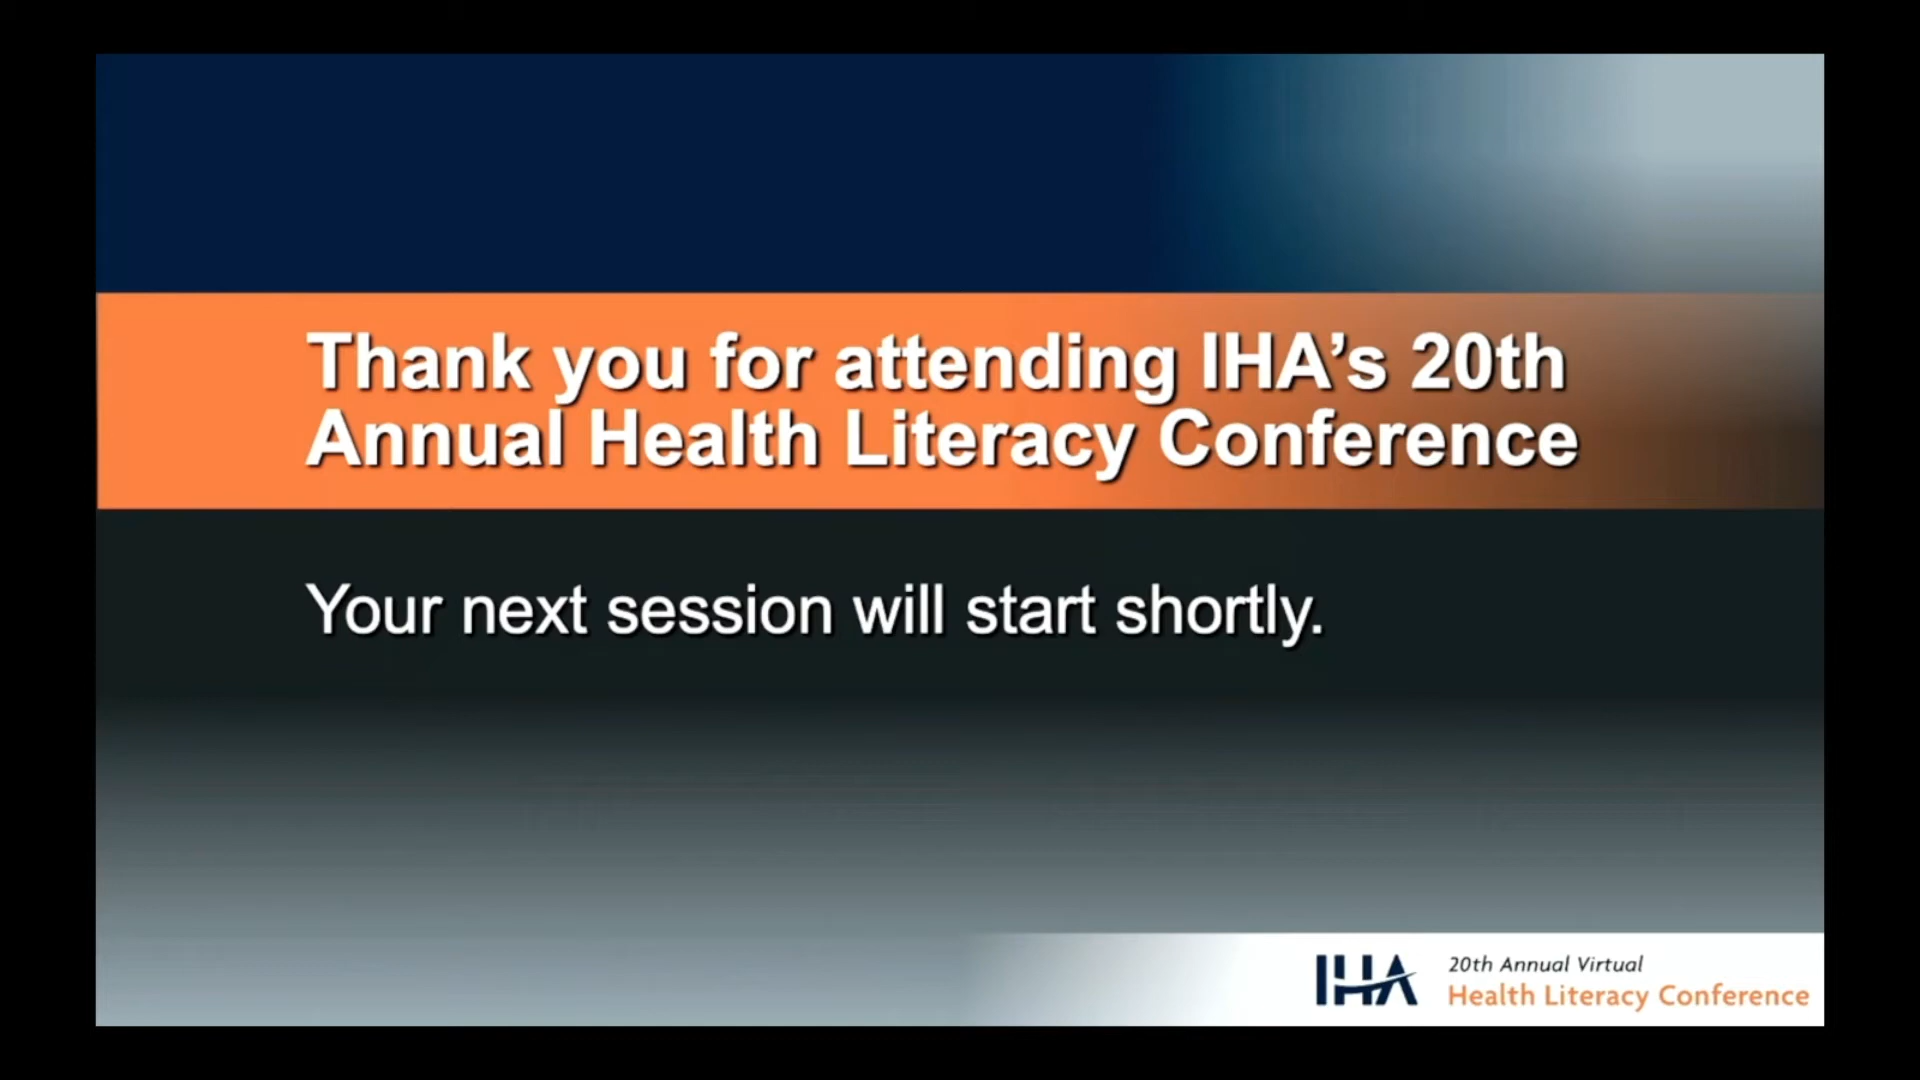 Thank you for attending IHA’s 20th
Annual Health Literacy Conference
Your next session will start shortly.
IHA
20th Annual Virtual
Health Literacy Conference